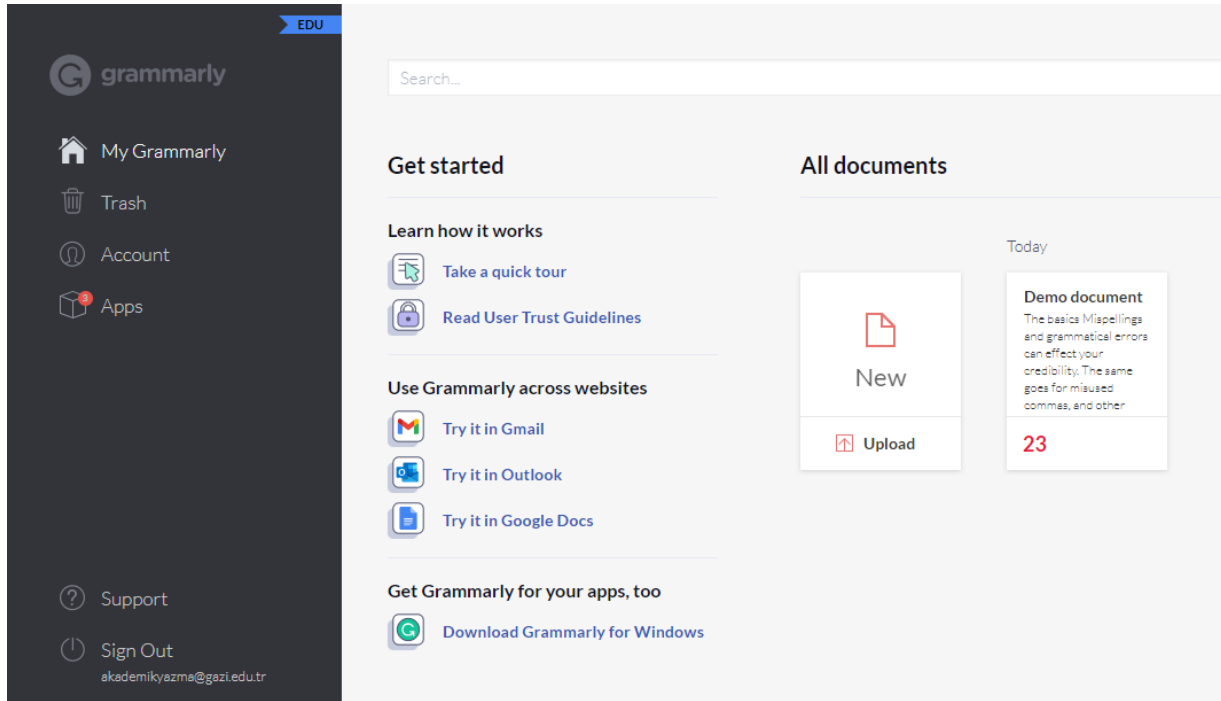 EDU
grammarly
My Grammarly
Trash
Account
3
Apps
Support
Sign Out
akademikyazma@gazi.edu.tr
Search...
Get started
Learn how it works
Take a quick tour
Read User Trust Guidelines
Use Grammarly across websites
Try it in Gmail
Try it in Outlook
Try it in Google Docs
Get Grammarly for your apps, too
Download Grammarly for Windows
All documents
New
Upload
Today
Demo document
The basics Mispellings
and grammatical errors
can effect your
credibility. The same
goes for misused
commas, and other
23